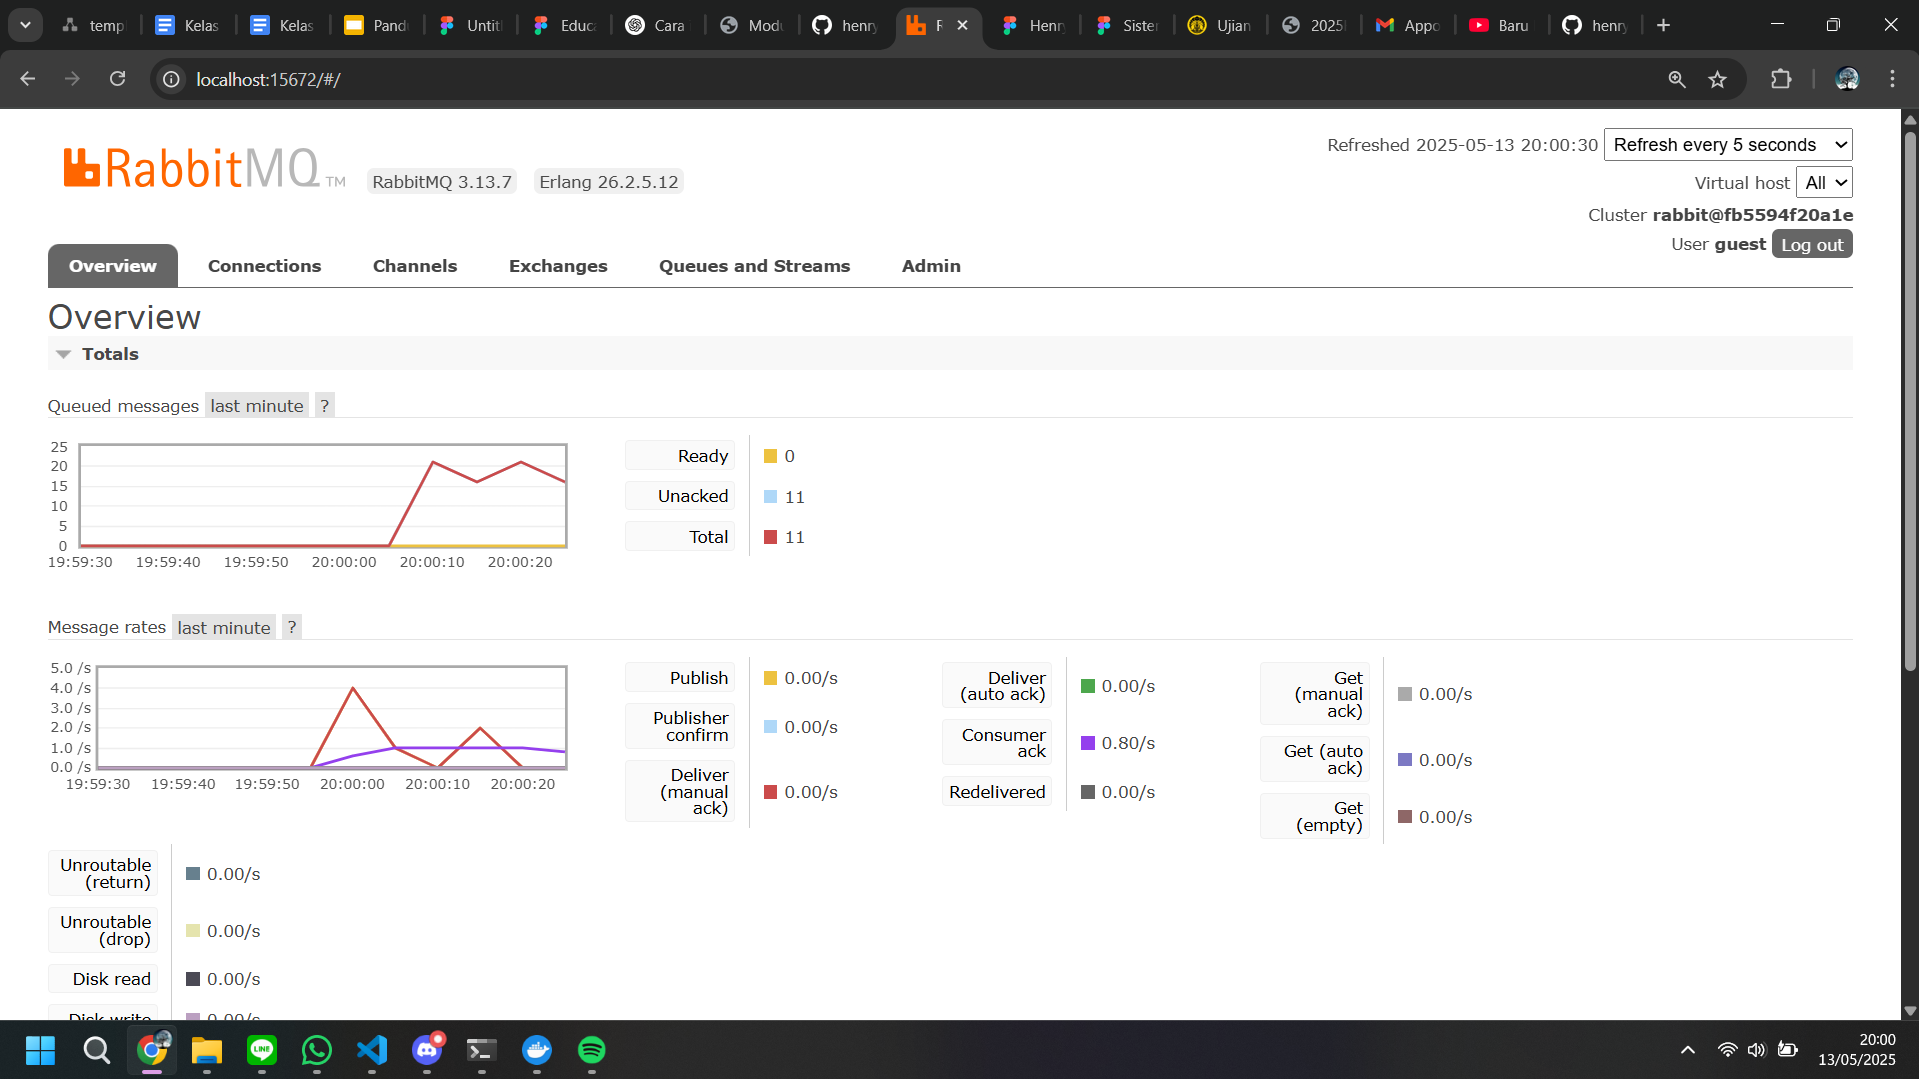 temp
Kelas
Kelas
Pand
Untit
Educ
Cara
Modu
henry
R
Henr
Sister
Ujian
2025
Appo
Baru
henry
localhost:15672/#/
RabbitMQ TM
RabbitMQ 3.13.7
Erlang 26.2.5.12
Refreshed 2025-05-13 20:00:30
Refresh every 5 seconds
Virtual host
All
Cluster rabbit@fb5594f20a1e
User guest
Log out
Overview
Connections
Channels
Exchanges
Queues and Streams
Admin
Overview
Totals
Queued messages last minute ?
25
20
15
10
5
0
19:59:30 19:59:40 19:59:50 20:00:00 20:00:10 20:00:20
Ready 0
Unacked 11
Total 11
Message rates last minute ?
5.0 /s
4.0 /s
3.0 /s
2.0 /s
1.0 /s
0.0 /s
19:59:30 19:59:40 19:59:50 20:00:00 20:00:10 20:00:20
Publish 0.00/s
Publisher
confirm 0.00/s
Deliver
(manual
ack) 0.00/s
Deliver
(auto ack) 0.00/s
Consumer
ack 0.80/s
Redelivered 0.00/s
Get
(manual
ack) 0.00/s
Get (auto
ack) 0.00/s
Get
(empty) 0.00/s
Unroutable
(return) 0.00/s
Unroutable
(drop) 0.00/s
Disk read 0.00/s
Disk write 0.00/s
LINE
20:00
13/05/2025